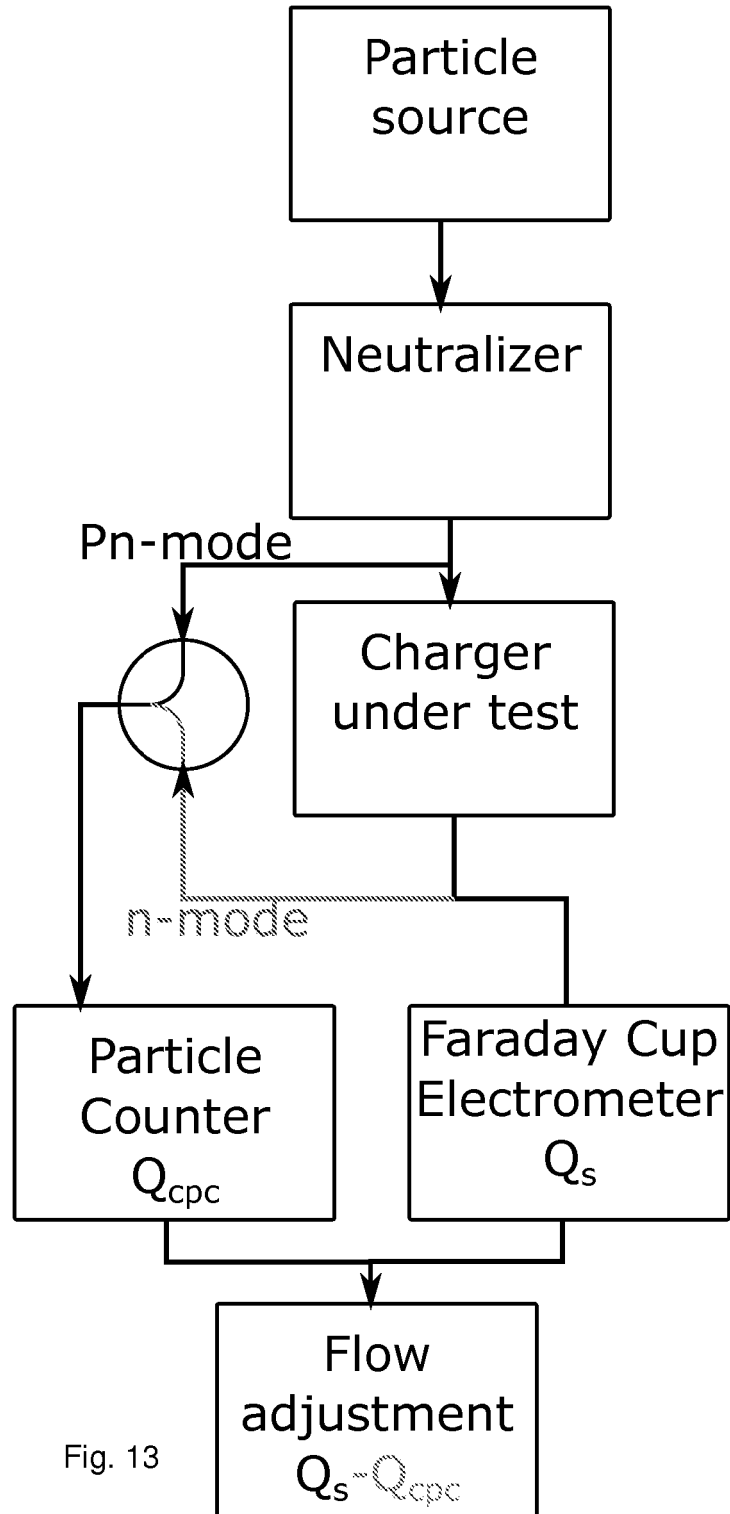 Particle
source
Neutralizer
Pn-mode
Charger
under test
n-mode
Particle
Counter
Qcpc
Faraday Cup
Electrometer
Qs
Flow
adjustment
Qs-Qcpc
Fig. 13